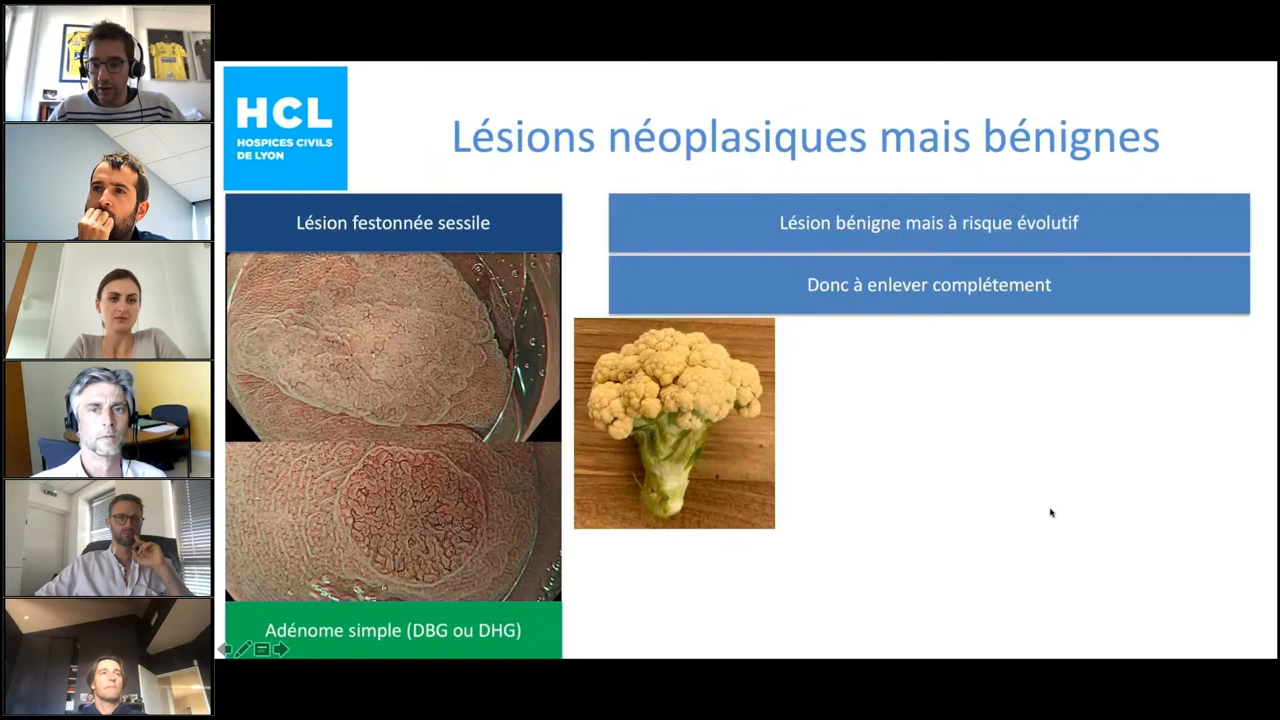 HCL
HOSPICES CIVILS
DE LYON
Lésions néoplasiques mais bénignes
Lésion festonnée sessile
Lésion bénigne mais à risque évolutif
Donc à enlever complétement
Adénome simple (DBG ou DHG)